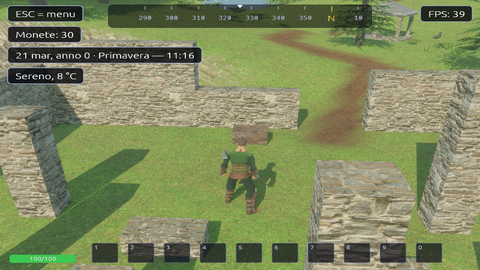 ESC = menu
290 300 310 320 330 340 350 N 10
FPS: 39
Monete: 30
21 mar, anno 0 · Primavera — 11:16
Sereno, 8 °C
100/100
1 2 3 4 5 6 7 8 9 0